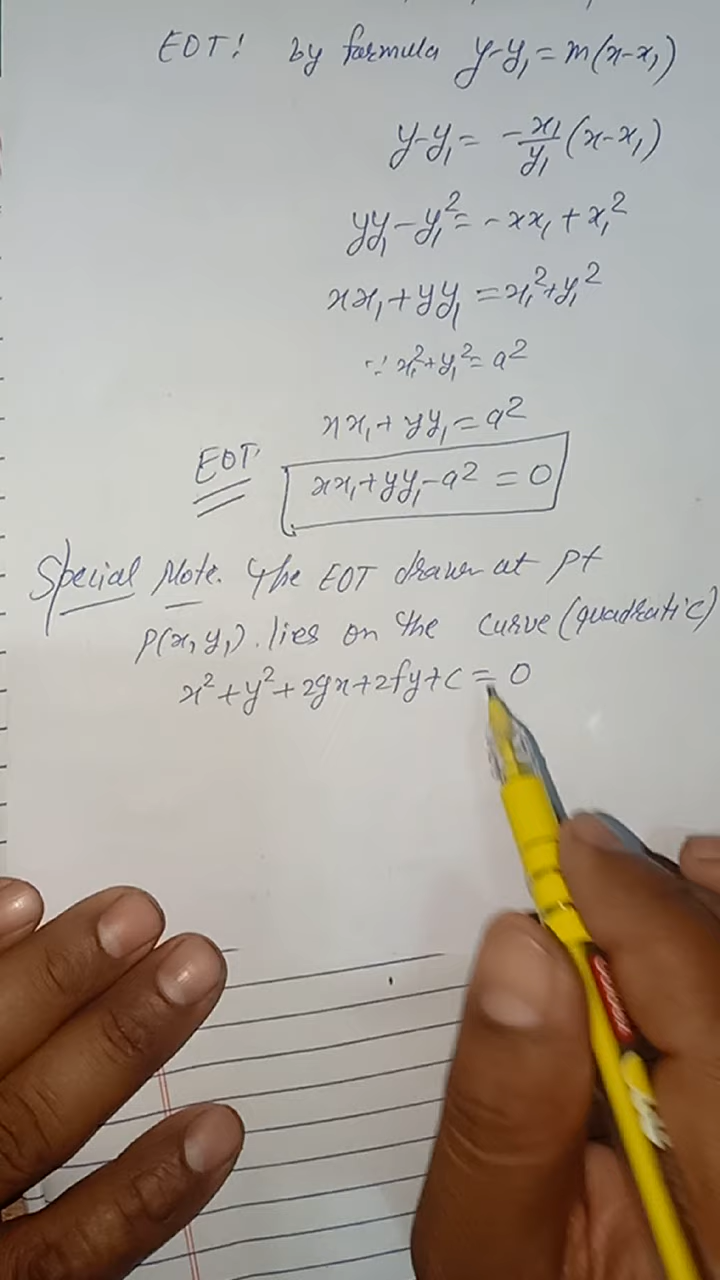 EOT! by formula y-y₁ = m(x-x₁)
y-y₁ = -x₁/y₁ (x-x₁)
yy₁ - y₁² = -xx₁ + x₁²
xx₁ + yy₁ = x₁² + y₁²
∵ x₁² + y₁² = a²
xx₁ + yy₁ = a²
EOT! xx₁ + yy₁ - a² = 0
Special Note. The EOT drawn at pt
P(x, y₁). lies on the curve (quadratic)
x² + y² + 2gx + 2fy + c = 0